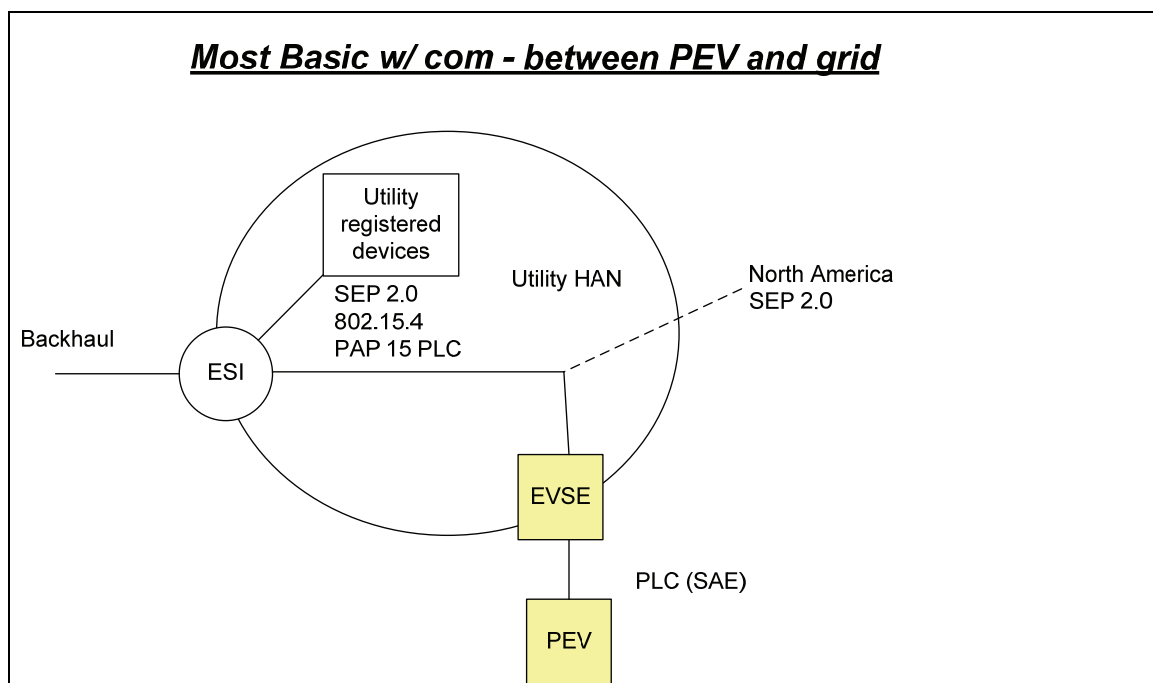 Most Basic w/ com - between PEV and grid
Utility
registered
devices
Utility HAN
North America
SEP 2.0
SEP 2.0
802.15.4
PAP 15 PLC
Backhaul
ESI
EVSE
PLC (SAE)
PEV